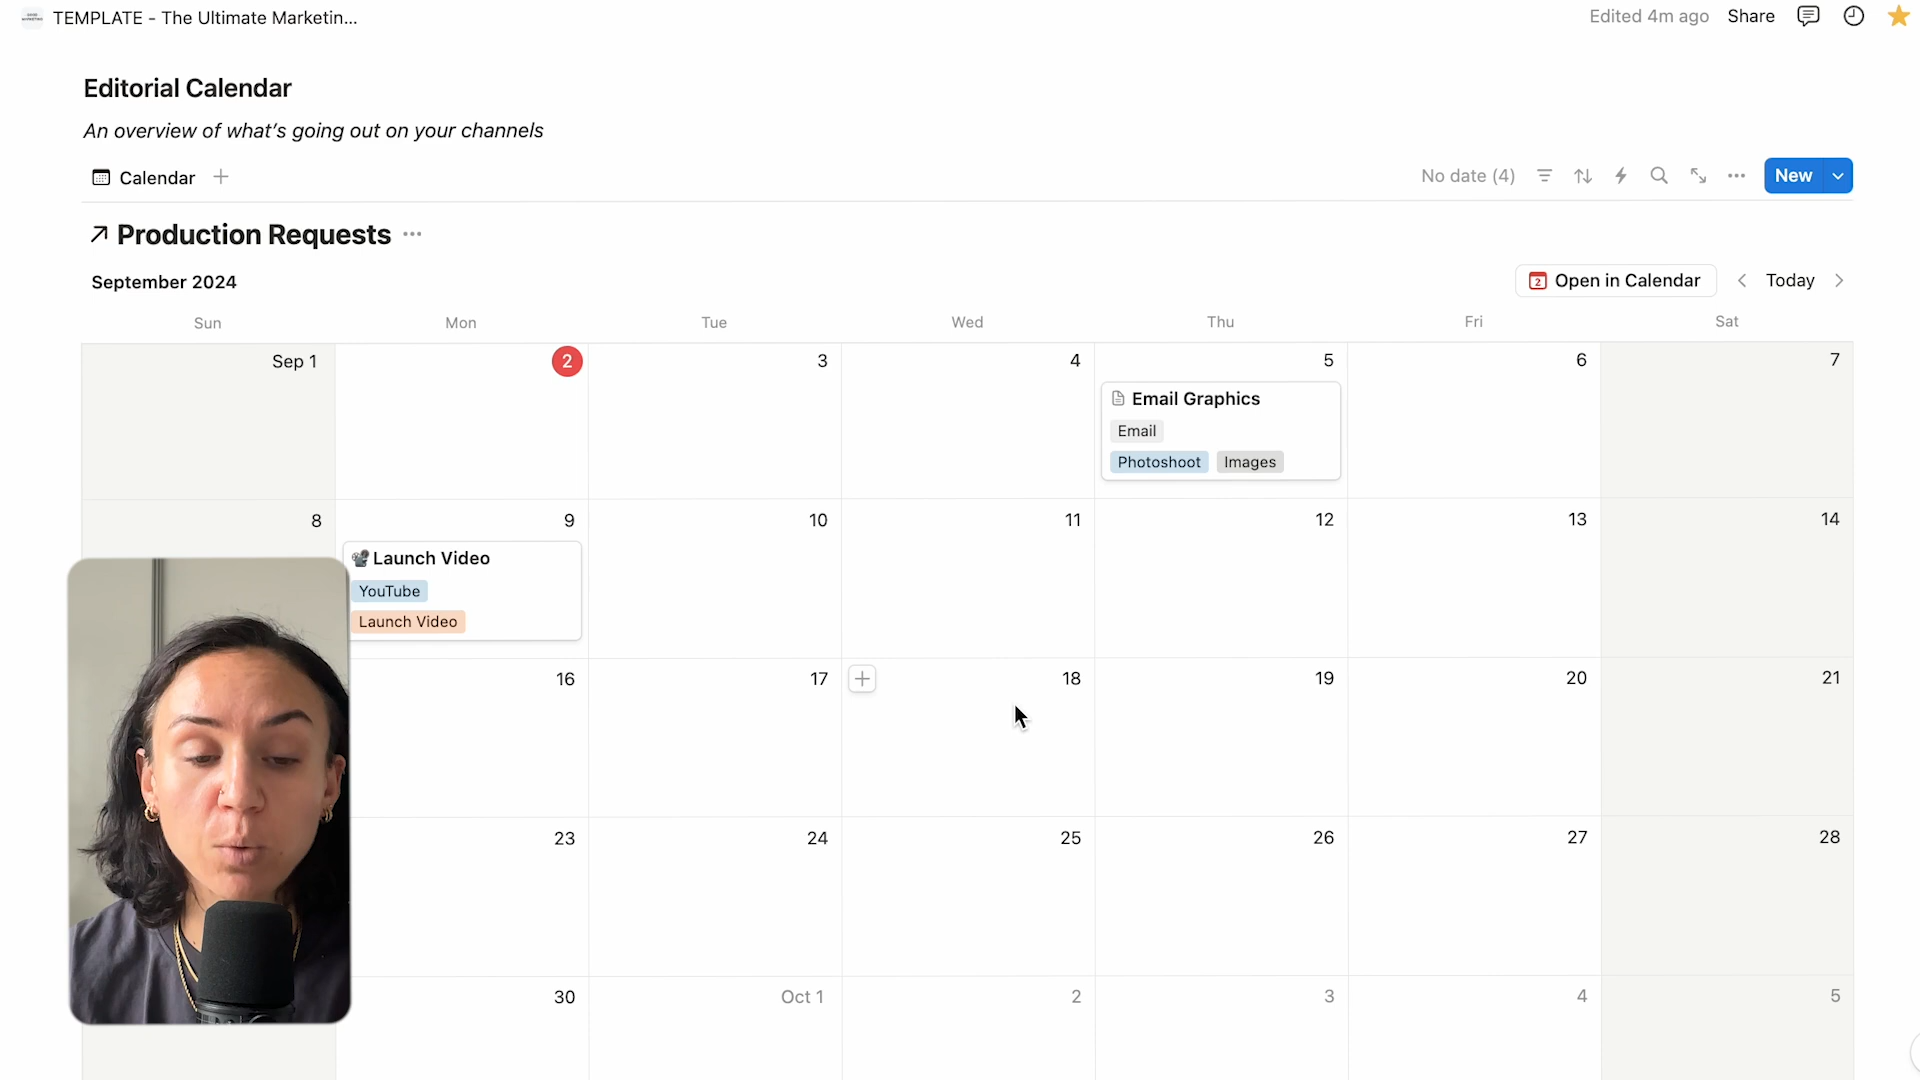 TEMPLATE - The Ultimate Marketin...
Edited 4m ago Share
Editorial Calendar
An overview of what's going out on your channels
Calendar
No date (4)
New
Production Requests
September 2024
2 Open in Calendar
Today
Sun Mon Tue Wed Thu Fri Sat
Sep 1 2 3 4 5 6 7
Email Graphics
Email
Photoshoot Images
8 9 10 11 12 13 14
Launch Video
YouTube
Launch Video
16 17 18 19 20 21
23 24 25 26 27 28
30 Oct 1 2 3 4 5